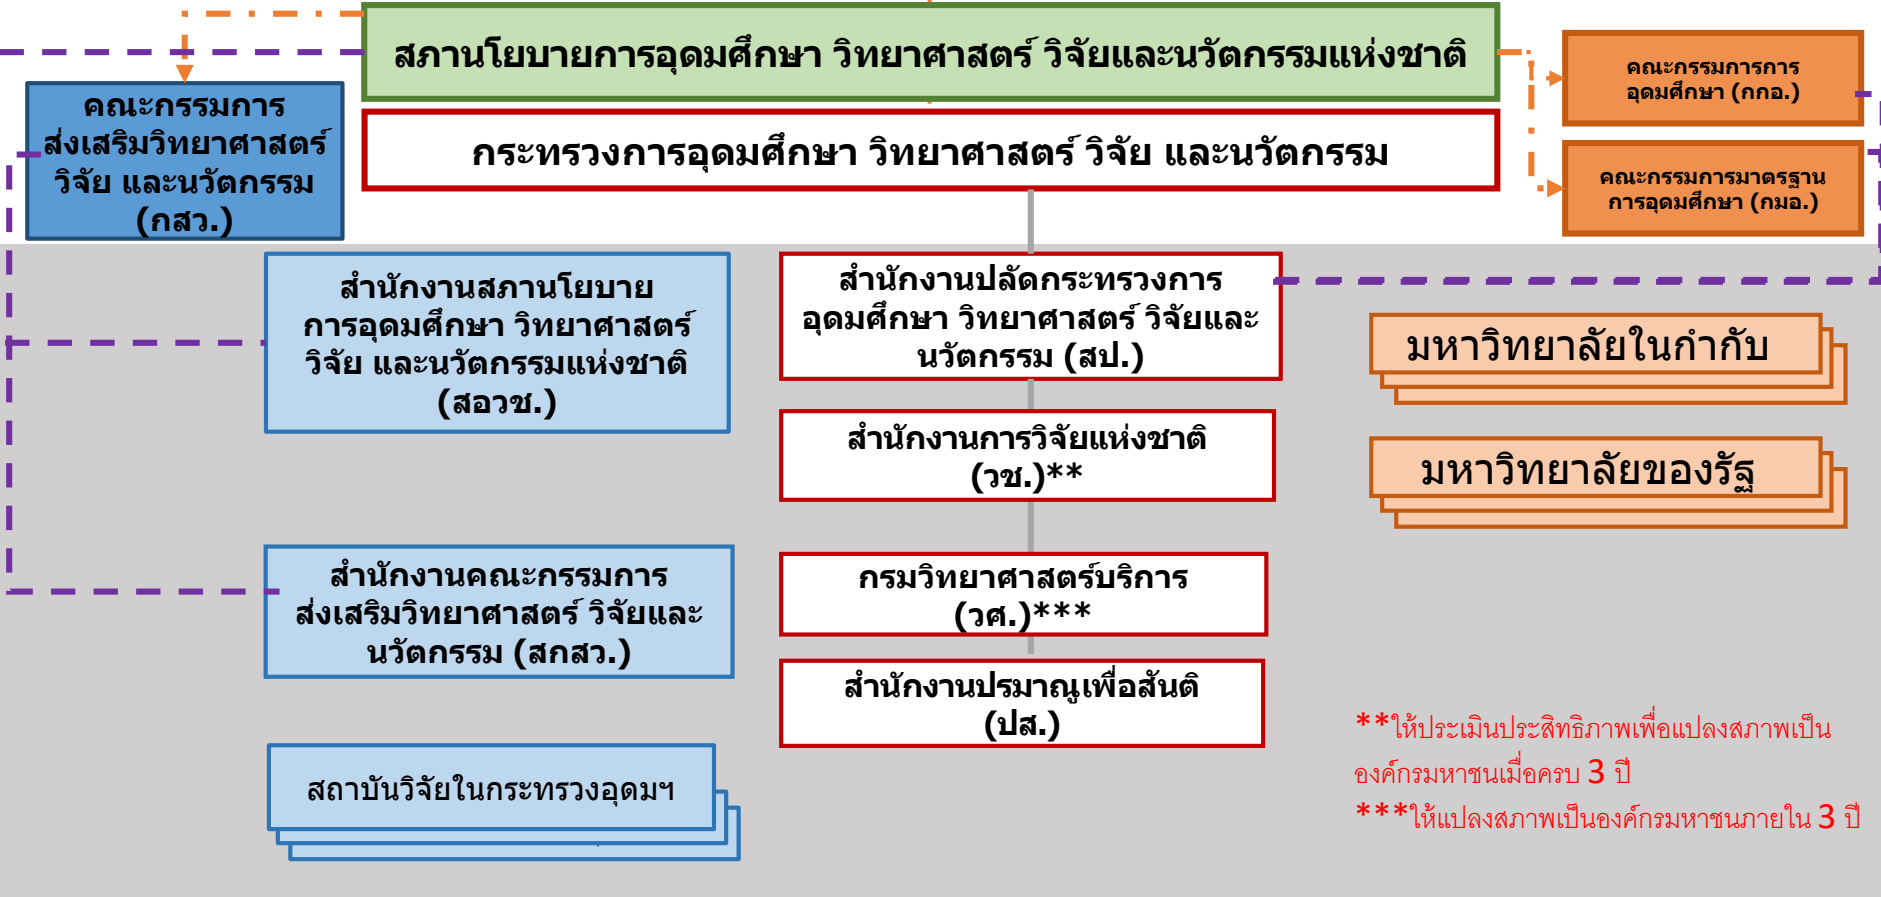 สภานโยบายการอุดมศึกษา วิทยาศาสตร์ วิจัยและนวัตกรรมแห่งชาติ
คณะกรรมการ
ส่งเสริมวิทยาศาสตร์
วิจัย และนวัตกรรม
(กสว.)
กระทรวงการอุดมศึกษา วิทยาศาสตร์ วิจัย และนวัตกรรม
คณะกรรมการการ
อุดมศึกษา (กกอ.)
คณะกรรมการมาตรฐาน
การอุดมศึกษา (กมอ.)
สำนักงานสภานโยบาย
การอุดมศึกษา วิทยาศาสตร์
วิจัย และนวัตกรรมแห่งชาติ
(สอวช.)
สำนักงานคณะกรรมการ
ส่งเสริมวิทยาศาสตร์ วิจัยและ
นวัตกรรม (สกสว.)
สถาบันวิจัยในกระทรวงอุดมฯ
สำนักงานปลัดกระทรวงการ
อุดมศึกษา วิทยาศาสตร์ วิจัยและ
นวัตกรรม (สป.)
สำนักงานการวิจัยแห่งชาติ
(วช.)**
กรมวิทยาศาสตร์บริการ
(วศ.)***
สำนักงานปรมาณูเพื่อสันติ
(ปส.)
มหาวิทยาลัยในกำกับ
มหาวิทยาลัยของรัฐ
**ให้ประเมินประสิทธิภาพเพื่อแปลงสภาพเป็น
องค์กรมหาชนเมื่อครบ 3 ปี
***ให้แปลงสภาพเป็นองค์กรมหาชนภายใน 3 ปี